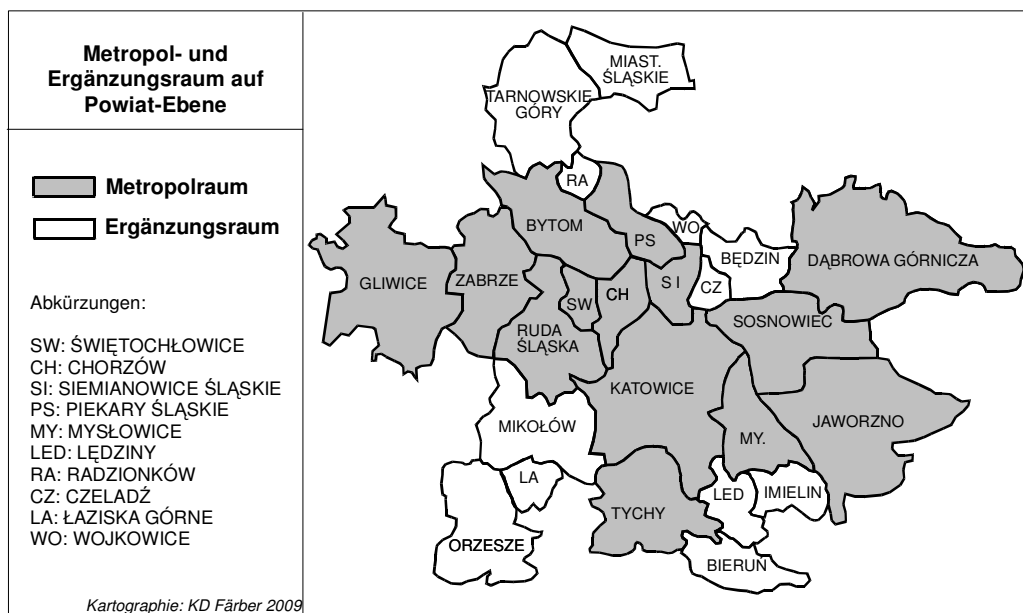 Metropol- und
Ergänzungsraum auf
Powiat-Ebene
Metropolraum
Ergänzungsraum
Abkürzungen:
SW: ŚWIĘTOCHŁOWICE
CH: CHORZÓW
SI: SIEMIANOWICE ŚLĄSKIE
PS: PIEKARY ŚLĄSKIE
MY: MYSŁOWICE
LED: LĘDZINY
RA: RADZIONKÓW
CZ: CZELADŹ
LA: ŁAZISKA GÓRNE
WO: WOJKOWICE
Kartographie: KD Färber 2009
MIAST.
ŚLĄSKIE
TARNOWSKIE
GÓRY
RA
BYTOM
PS
WO
BĘDZIN
DĄBROWA GÓRNICZA
GLIWICE
ZABRZE
SW
CH
S I
CZ
SOSNOWIEC
RUDA
ŚLĄSKA
KATOWICE
JAWORZNO
MIKOŁÓW
MY.
LA
LED
IMIELIN
TYCHY
ORZESZE
BIERUŃ